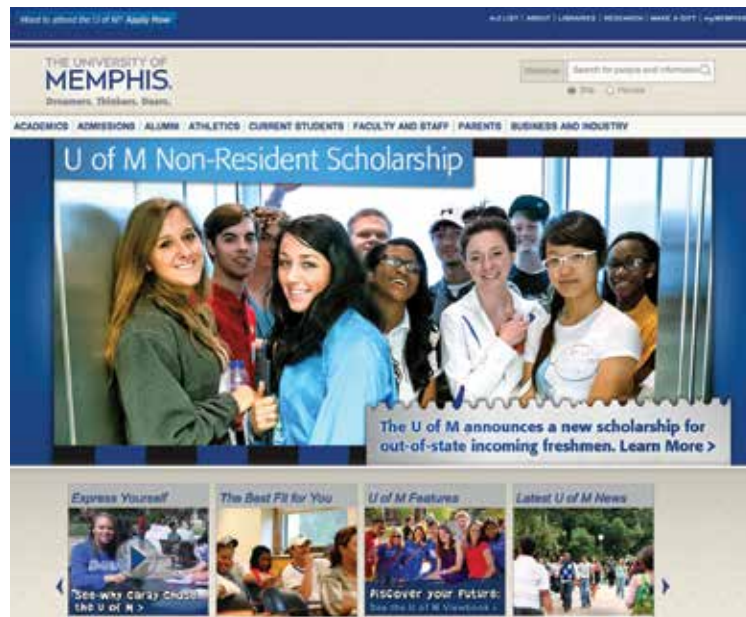 Want to attend the U of M? Apply Now
A-Z LIST | ABOUT | LIBRARIES | RESEARCH | MAKE A GIFT | myMEMPHIS
THE UNIVERSITY OF
MEMPHIS.
Dreamers. Thinkers. Doers.
Search for people and information
Site People
ACADEMICS ADMISSIONS ALUMNI ATHLETICS CURRENT STUDENTS FACULTY AND STAFF PARENTS BUSINESS AND INDUSTRY
U of M Non-Resident Scholarship
The U of M announces a new scholarship for
out-of-state incoming freshmen. Learn More >
Express Yourself
The Best Fit for You
U of M Features
Latest U of M News
See why Caray Chose
the U of M >
Discover your Future:
See the U of M Viewbook >